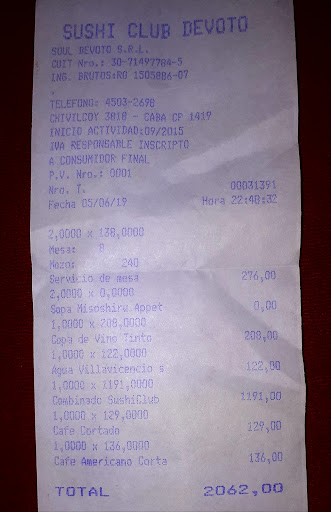 SUSHI CLUB DEVOTO
SOUL DEVOTO S.R.L.
CUIT Nro.: 30-71497784-5
ING. BRUTOS:RO 1505886-07
TELEFONO: 4503-2698
CHIVILCOY 3818 - CABA CP 1419
INICIO ACTIVIDAD:09/2015
IVA RESPONSABLE INSCRIPTO
A CONSUMIDOR FINAL
P.V. Nro.: 0001
Nro. T. 00031391
Fecha 05/06/19 Hora 22:48:32
2,0000 x 138,0000
Mesa: 8
Mozo: 240
Servicio de mesa 276,00
2,0000 x 0,0000
Sopa Misoshiro Appet 0,00
1,0000 x 208,0000
Copa de Vino Tinto 208,00
1,0000 x 122,0000
Agua Villavicencio s 122,00
1,0000 x 1191,0000
Combinado SushiClub 1191,00
1,0000 x 129,0000
Cafe Cortado 129,00
1,0000 x 136,0000
Cafe Americano Corta 136,00
TOTAL 2062,00